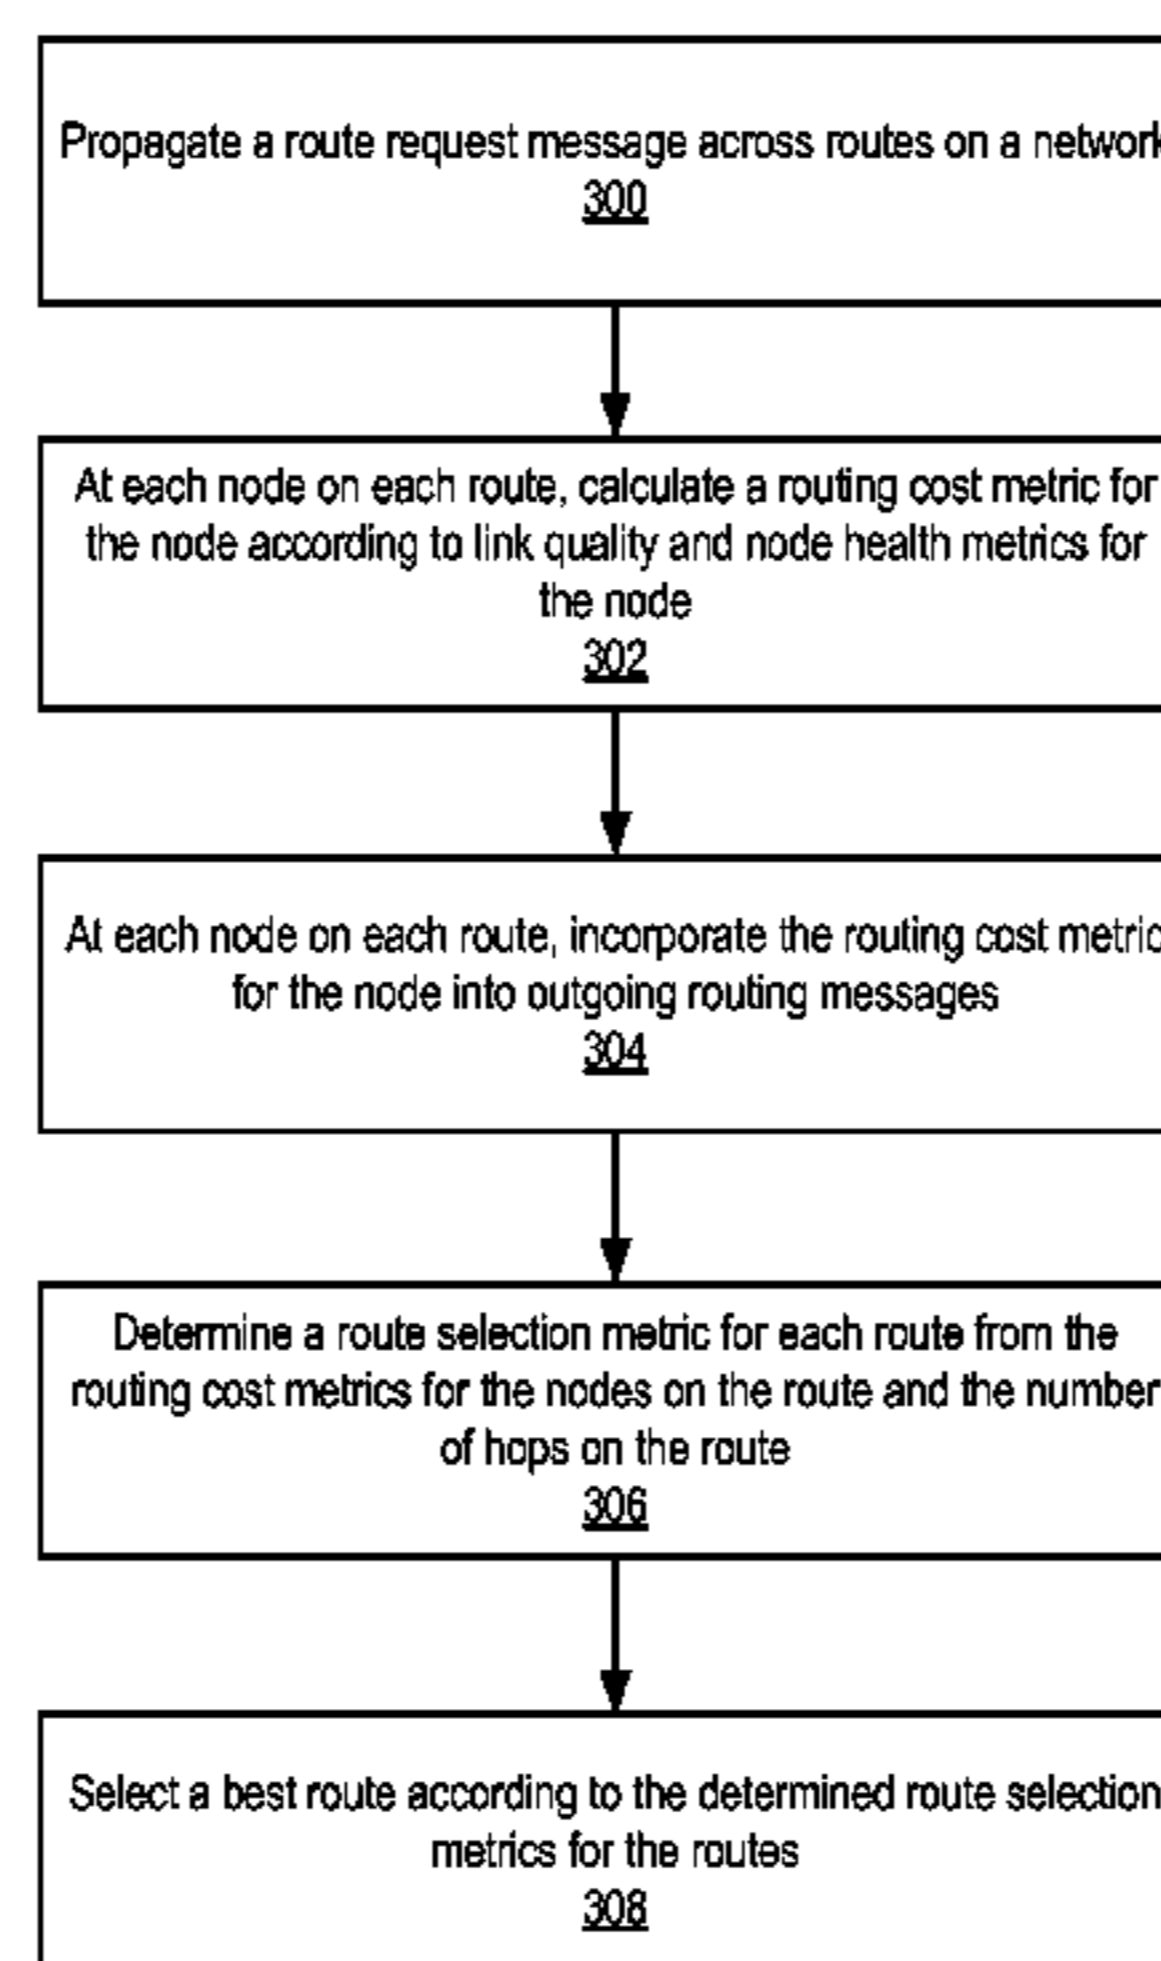 Propagate a route request message across routes on a network
300
At each node on each route, calculate a routing cost metric for
the node according to link quality and node health metrics for
the node
302
At each node on each route, incorporate the routing cost metric
for the node into outgoing routing messages
304
Determine a route selection metric for each route from the
routing cost metrics for the nodes on the route and the number
of hops on the route
306
Select a best route according to the determined route selection
metrics for the routes
308